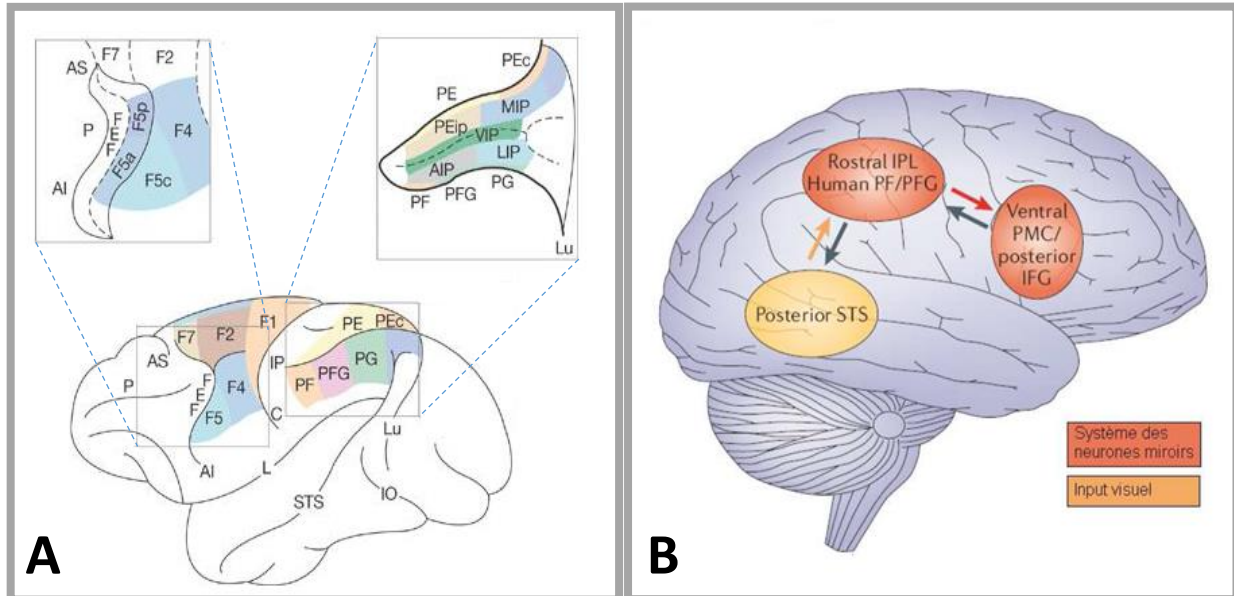 F7
F2
AS
P
F
E
F
F5p
F4
F5a
F5c
AI
PEc
PE
MIP
PEip
VIP
LIP
AIP
PG
PFG
PF
Lu
F1
F2
F7
PE
PEc
AS
IP
PG
PFG
PF
P
F
E
F
F4
F5
C
Lu
AI
L
IO
STS
A
Rostral IPL
Human PF/PFG
Ventral
PMC/
posterior
IFG
Posterior STS
Système des
neurones miroirs
Input visuel
B